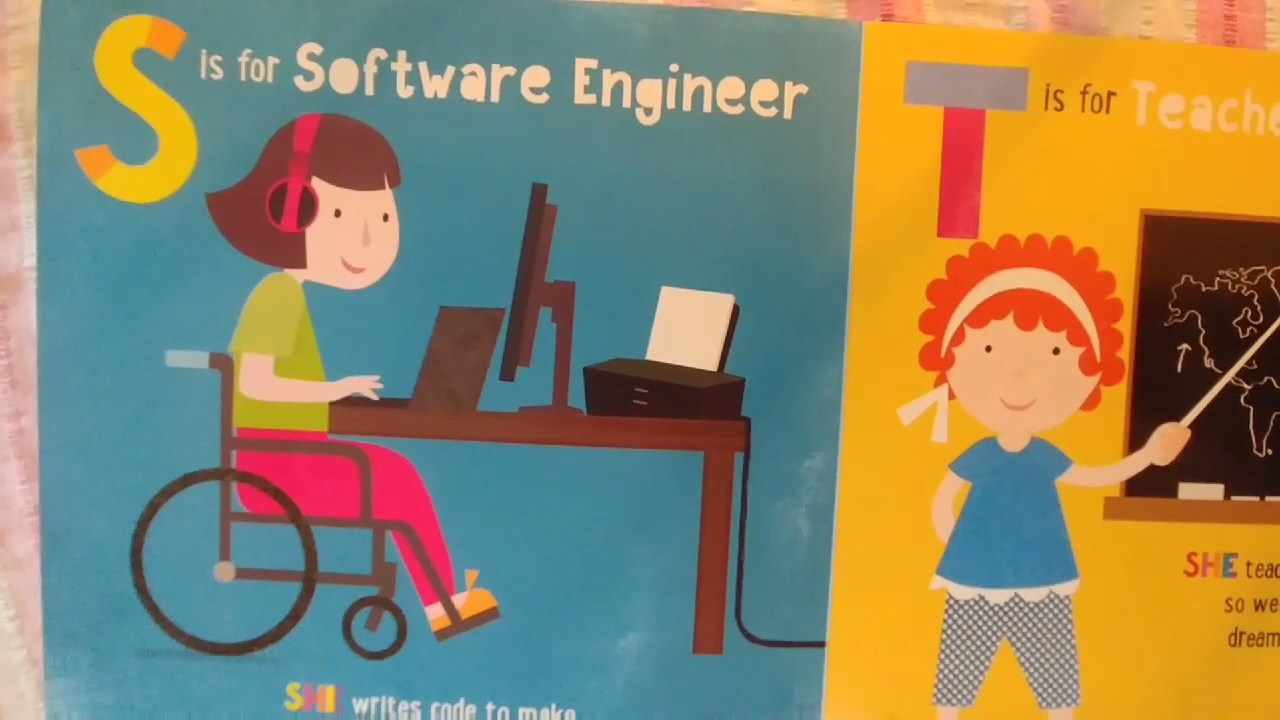 S is for Software Engineer
SHE writes code to make
T is for Teache
SHE teac
so we
dream